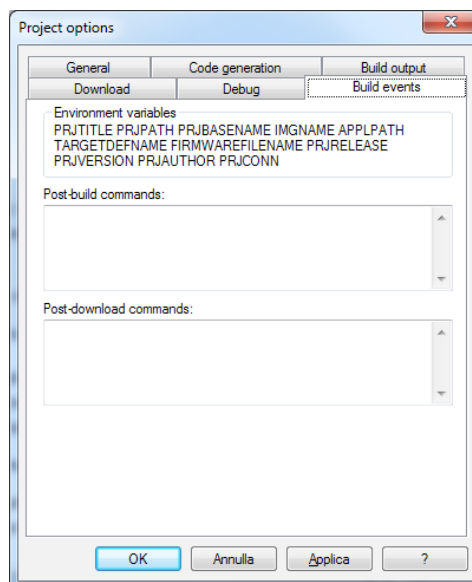 Project options
General
Code generation
Build output
Download
Debug
Build events
Environment variables
PRJTITLE PRJPATH PRJBASENAME IMGNAME APPLPATH
TARGETDEFNAME FIRMWAREFILENAME PRJRELEASE
PRJVERSION PRJAUTHOR PRJCONN
Post-build commands:
Post-download commands:
OK
Annulla
Applica
?